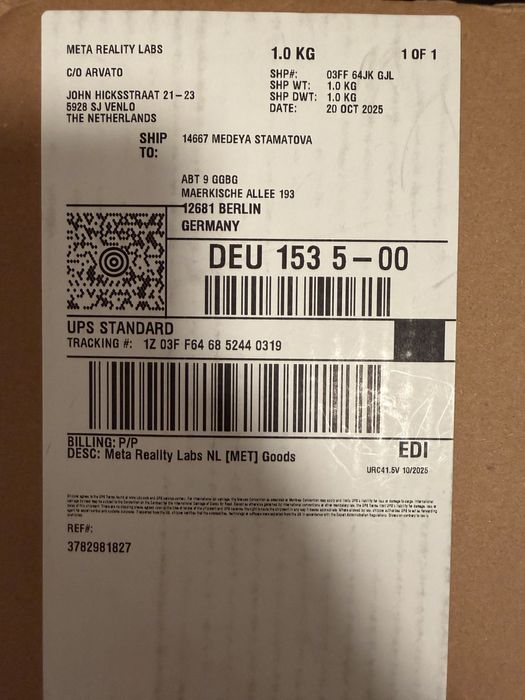 META REALITY LABS
1.0 KG
1 OF 1
C/O ARVATO
SHP#: 03FF 64JK GJL
SHP WT: 1.0 KG
SHP DWT: 1.0 KG
DATE: 20 OCT 2025
JOHN HICKSSTRAAT 21-23
5928 SJ VENLO
THE NETHERLANDS
SHIP TO:
14667 MEDEYA STAMATOVA
ABT 9 GGBG
MAERKISCHE ALLEE 193
12681 BERLIN
GERMANY
DEU 153 5-00
UPS STANDARD
TRACKING #: 1Z 03F F64 68 5244 0319
BILLING: P/P
DESC: Meta Reality Labs NL [MET] Goods
EDI
URC41.5V 10/2025
REF#:
3782981827